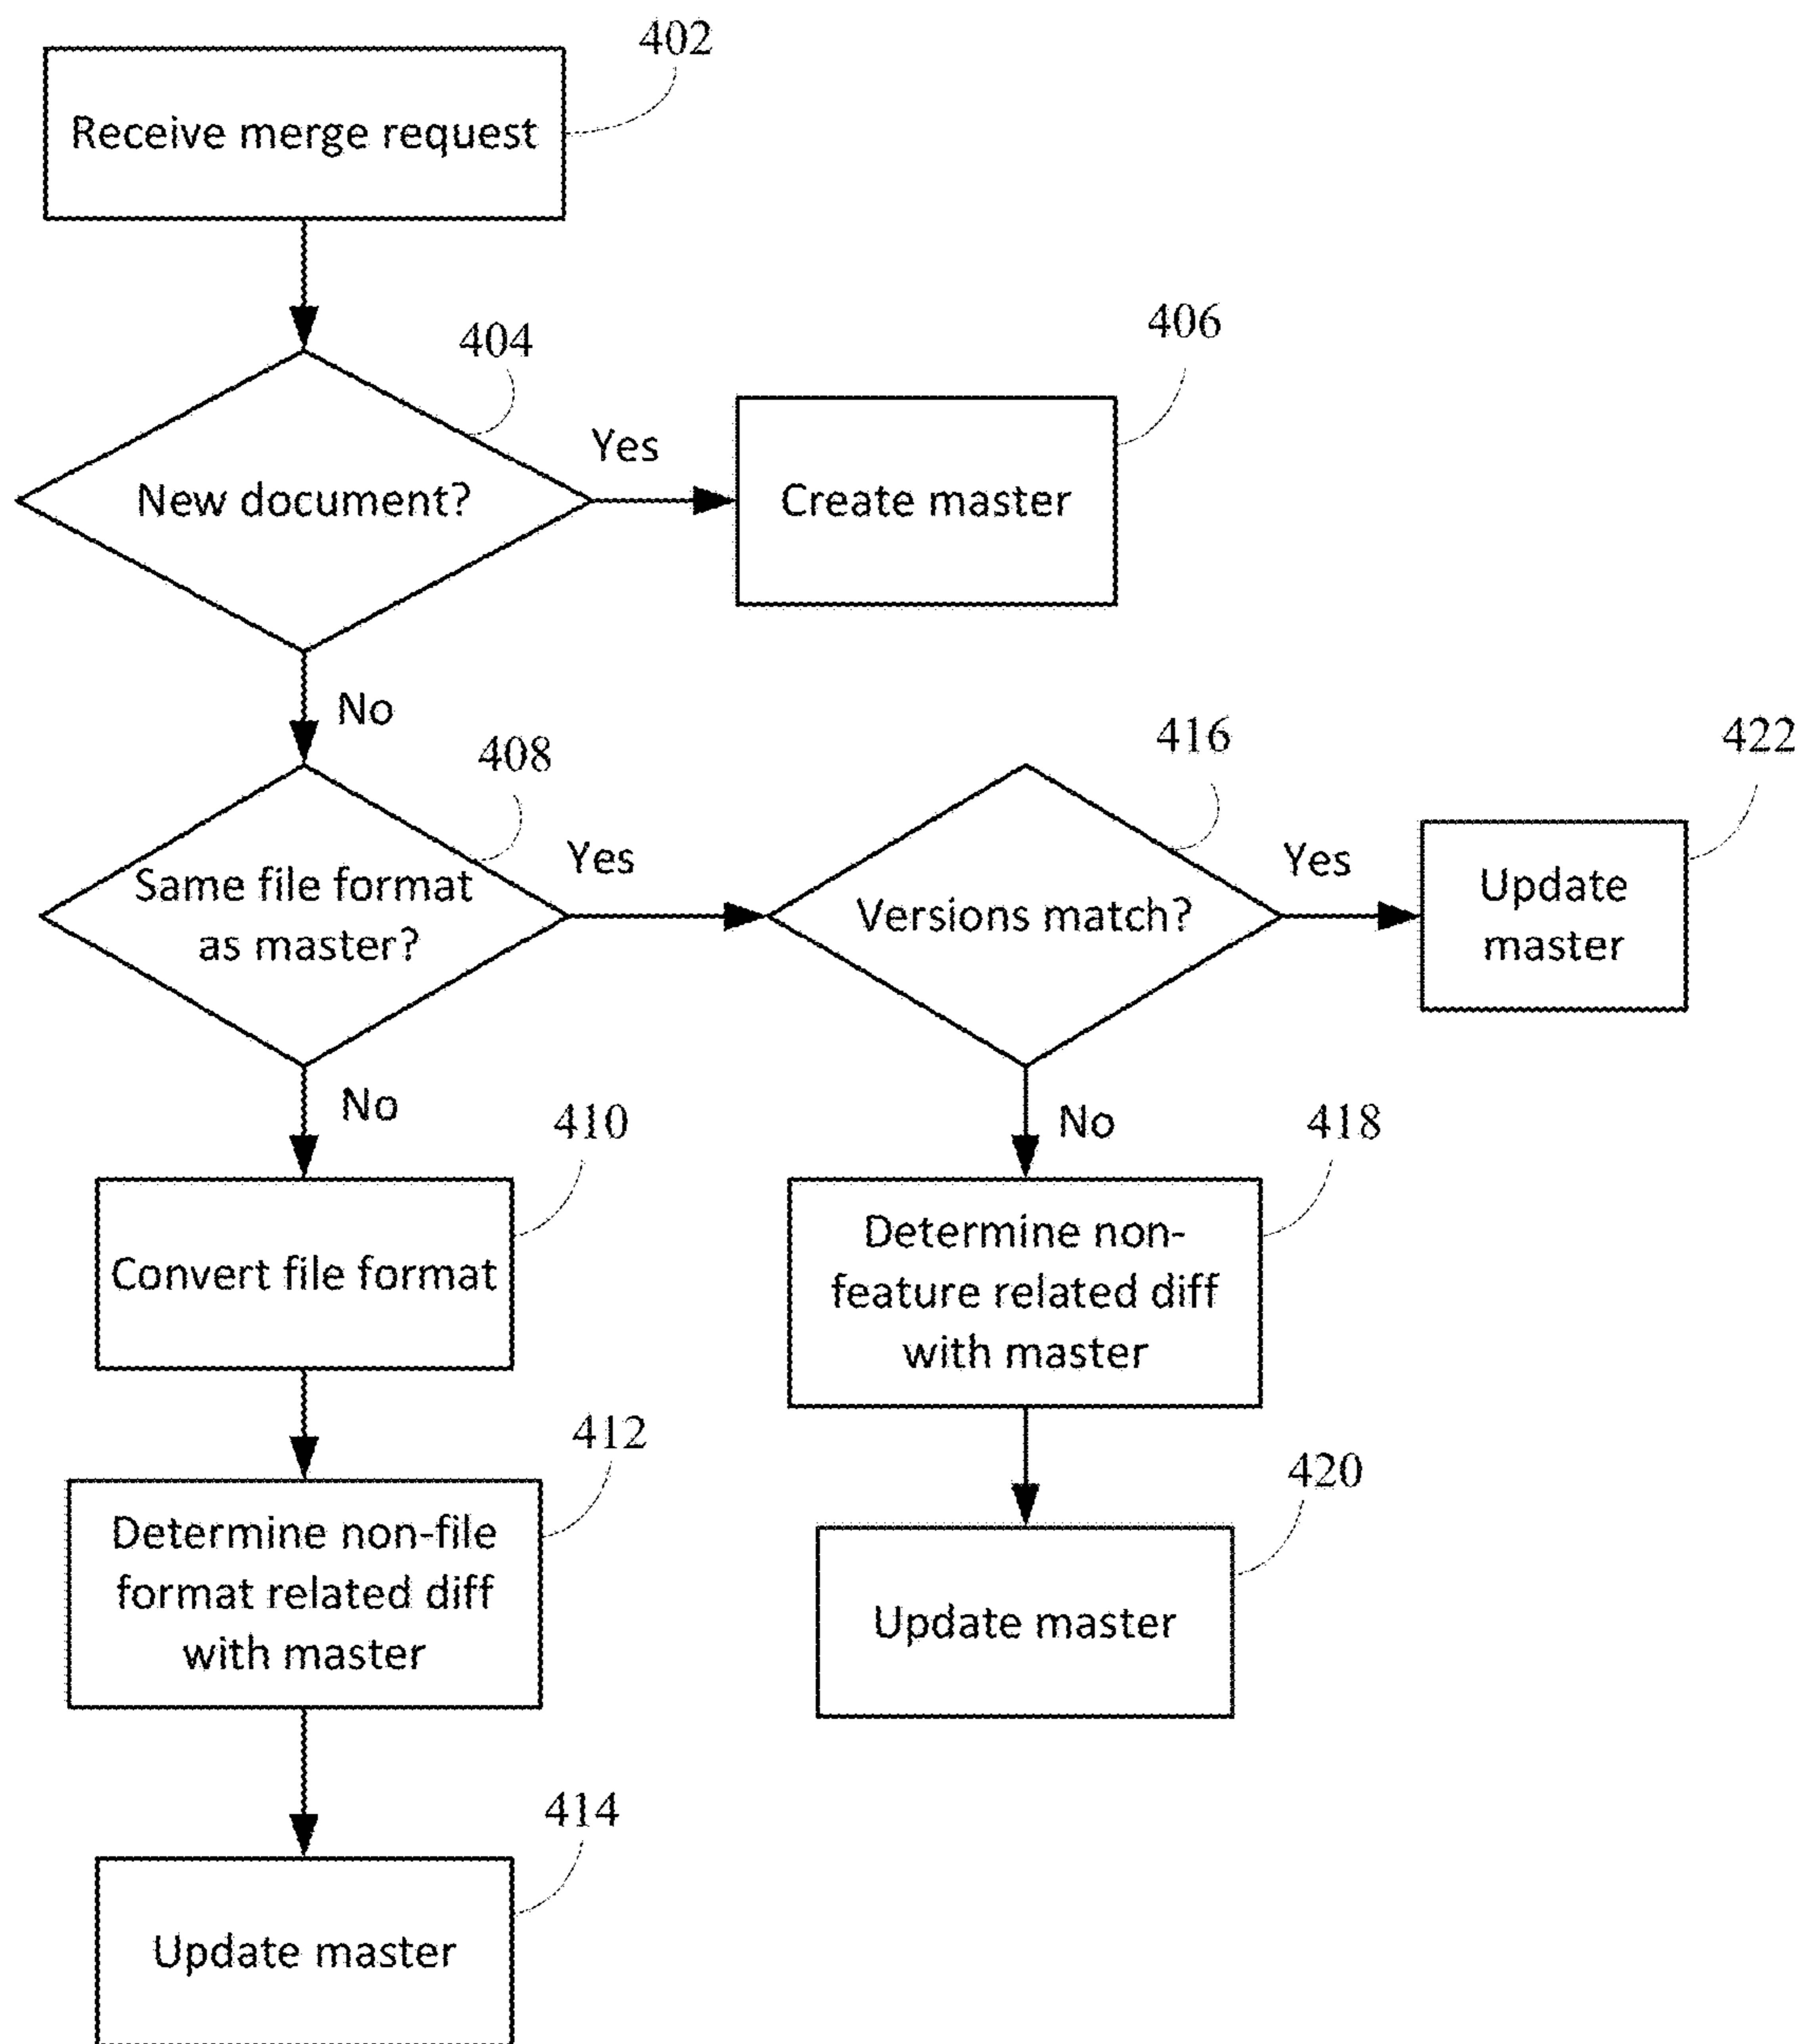 402
Receive merge request
404
406
New document?
Yes
Create master
No
408
416
422
Same file format
as master?
Yes
Versions match?
Yes
Update
master
No
410
No
418
Convert file format
Determine non-
feature related diff
with master
412
420
Determine non-file
format related diff
with master
Update master
414
Update master